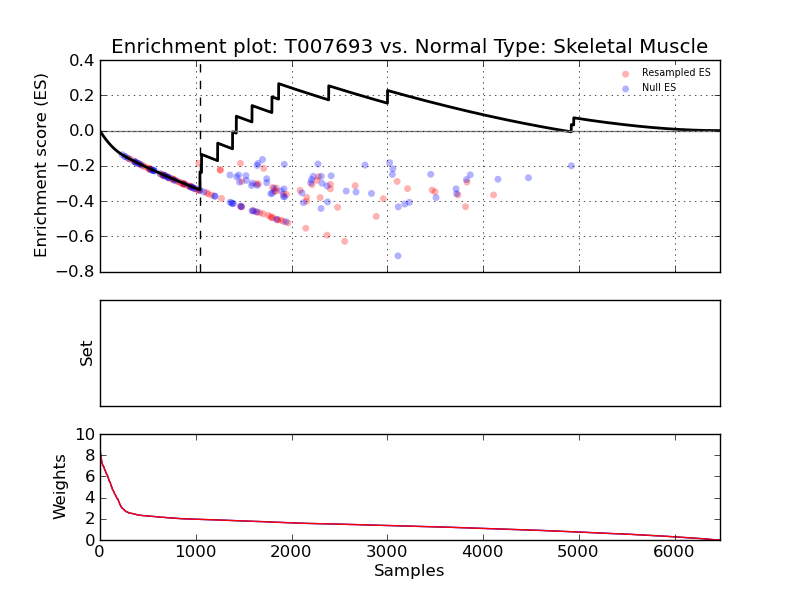 Enrichment plot: T007693 vs. Normal Type: Skeletal Muscle
Enrichment score (ES)
0.4
0.2
0.0
−0.2
−0.4
−0.6
−0.8
Resampled ES
Null ES
Set
Weights
10
8
6
4
2
0
0 1000 2000 3000 4000 5000 6000
Samples